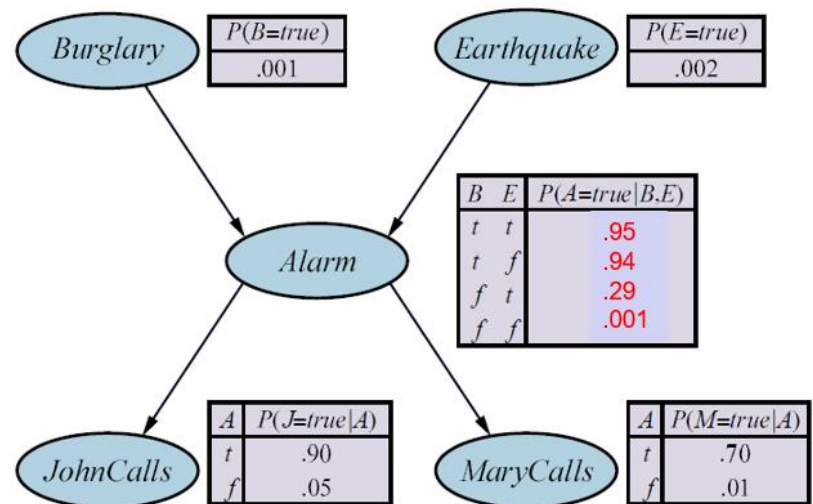 Burglary
P(B=true)
.001
Earthquake
P(E=true)
.002
B E P(A=true|B,E)
t t .95
t f .94
f t .29
f f .001
Alarm
JohnCalls
A P(J=true|A)
t .90
f .05
MaryCalls
A P(M=true|A)
t .70
f .01